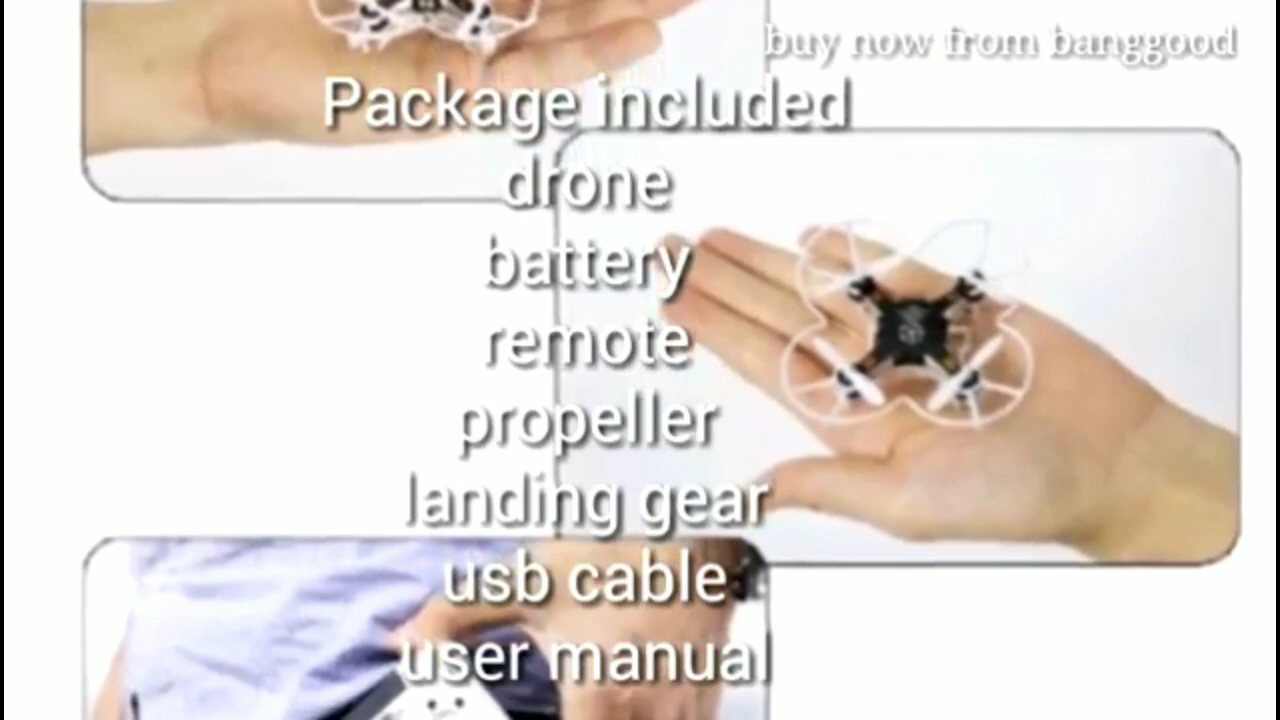 buy now from banggood
Package included
drone
battery
remote
propeller
landing gear
usb cable
user manual